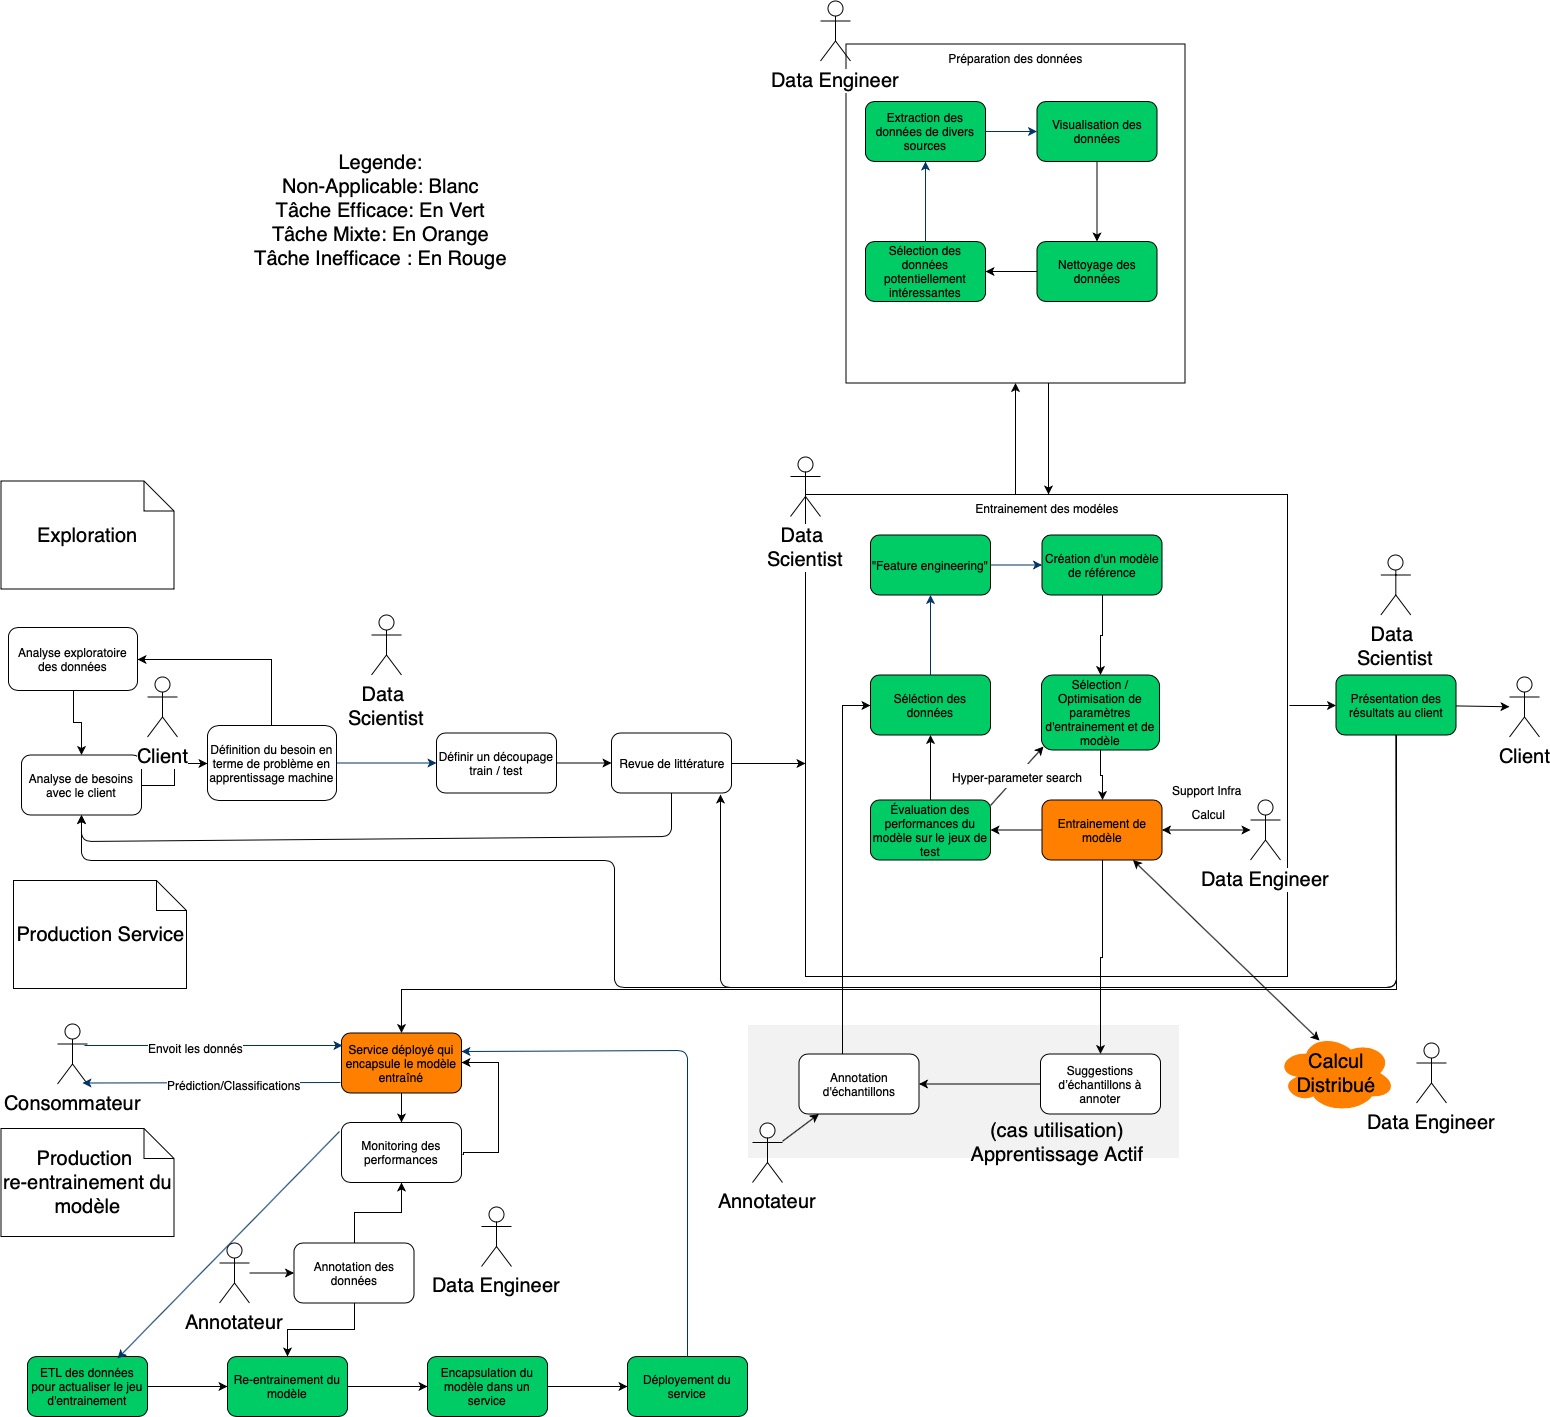 Data Engineer
Préparation des données
Extraction des
données de divers
sources
Visualisation des
données
Sélection des
données
potentiellement
intéressantes
Nettoyage des
données
Legende:
Non-Applicable: Blanc
Tâche Efficace: En Vert
Tâche Mixte: En Orange
Tâche Inefficace : En Rouge
Exploration
Analyse exploratoire
des données
Client
Analyse de besoins
avec le client
Définition du besoin en
terme de problème en
apprentissage machine
Data
Scientist
Définir un découpage
train / test
Revue de littérature
Data
Scientist
Entrainement des modéles
"Feature engineering"
Création d'un modèle
de référence
Séléction des
données
Sélection /
Optimisation de
paramètres
d'entrainement et de
modèle
Hyper-parameter search
Évaluation des
performances du
modèle sur le jeux de
test
Entrainement de
modèle
Support Infra
Calcul
Data Engineer
Data
Scientist
Présentation des
résultats au client
Client
Production Service
Consommateur
Envoit les donnés
Prédiction/Classifications
Service déployé qui
encapsule le modèle
entraîné
Monitoring des
performances
Production
re-entrainement du
modèle
Annotateur
Annotation des
données
Data Engineer
Annotation
d'échantillons
Suggestions
d'échantillons à
annoter
(cas utilisation)
Apprentissage Actif
Annotateur
Calcul
Distribué
Data Engineer
ETL des données
pour actualiser le jeu
d'entrainement
Re-entrainement du
modèle
Encapsulation du
modèle dans un
service
Déployement du
service